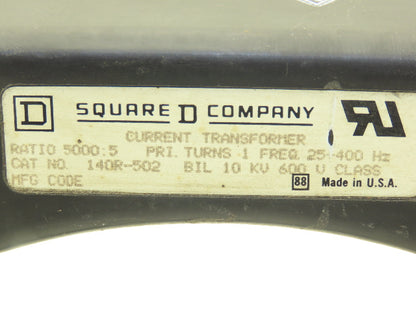 D SQUARE D COMPANY RU
CURRENT TRANSFORMER
RATIO 5000:5 PRI. TURNS 1 FREQ. 25-400 Hz
CAT NO. 140R-502 BIL 10 KV 600 V CLASS
MFG CODE 88 Made in U.S.A.